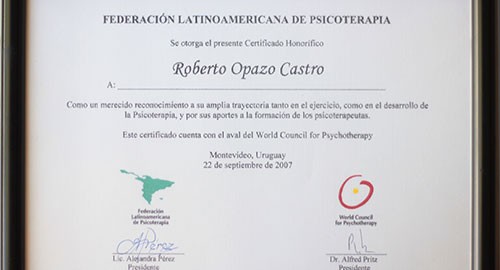 FEDERACIÓN LATINOAMERICANA DE PSICOTERAPIA
Se otorga el presente Certificado Honorífico
Roberto Opazo Castro
A:
Como un merecido reconocimiento a su amplia trayectoria tanto en el ejercicio, como en el desarrollo de
la Psicoterapia, y por sus aportes a la formación de los psicoterapeutas.
Este certificado cuenta con el aval del World Council for Psychotherapy
Montevideo, Uruguay
22 de septiembre de 2007
Federación
Latinoamericana
de Psicoterapia
World Council
for Psychotherapy
APérez
Lic. Alejandra Pérez
Presidente
Dr. Alfred Pritz
Presidente